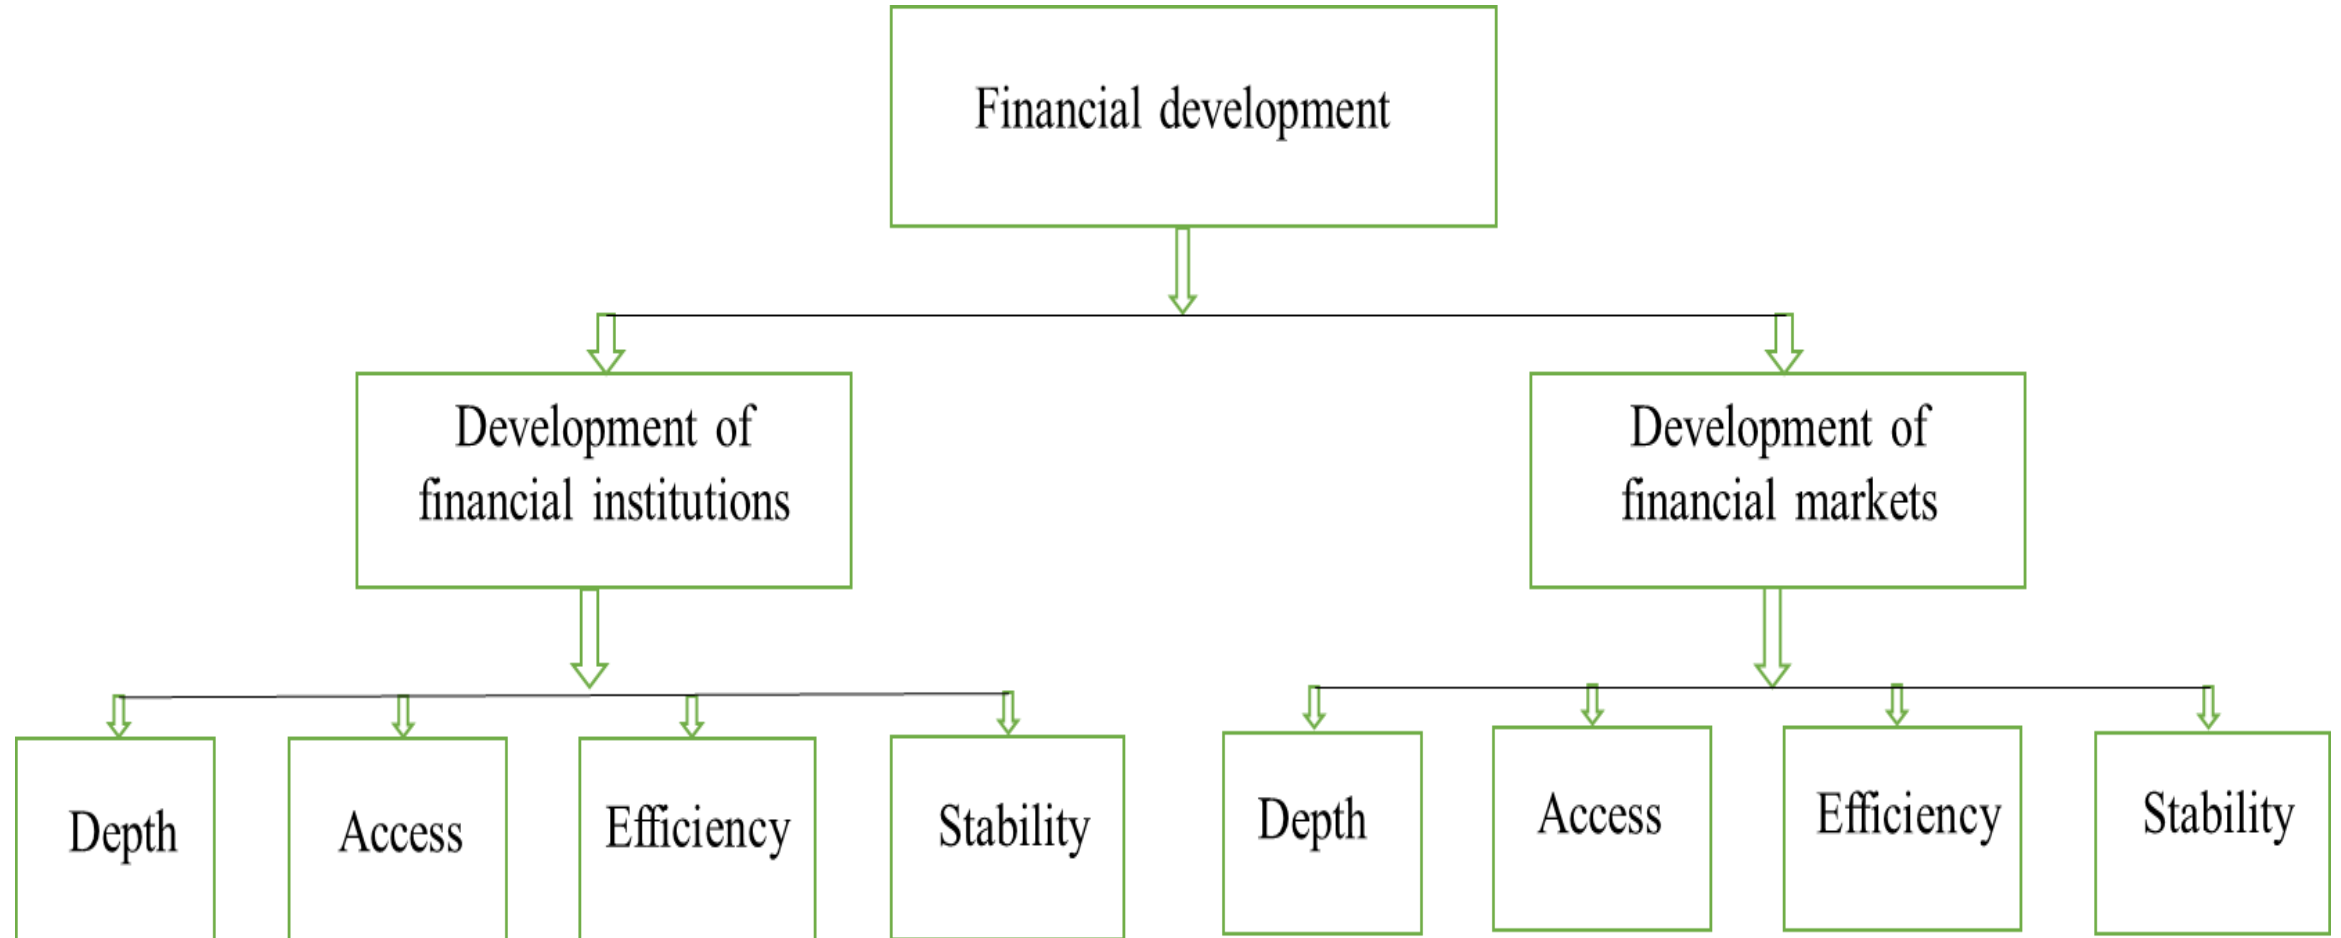 Financial development
Development of
financial institutions
Development of
financial markets
Depth
Access
Efficiency
Stability
Depth
Access
Efficiency
Stability